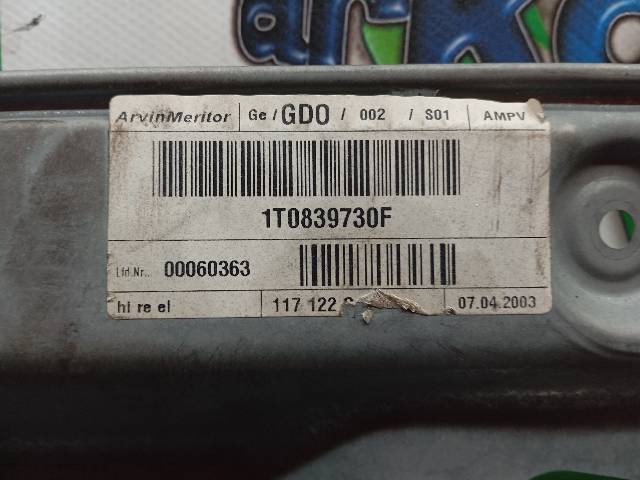 ArvinMeritor Ge / GDO / 002 / S01 AMPV
1T0839730F
Lfd.Nr.: 00060363
hi re el 117 122 07.04.2003